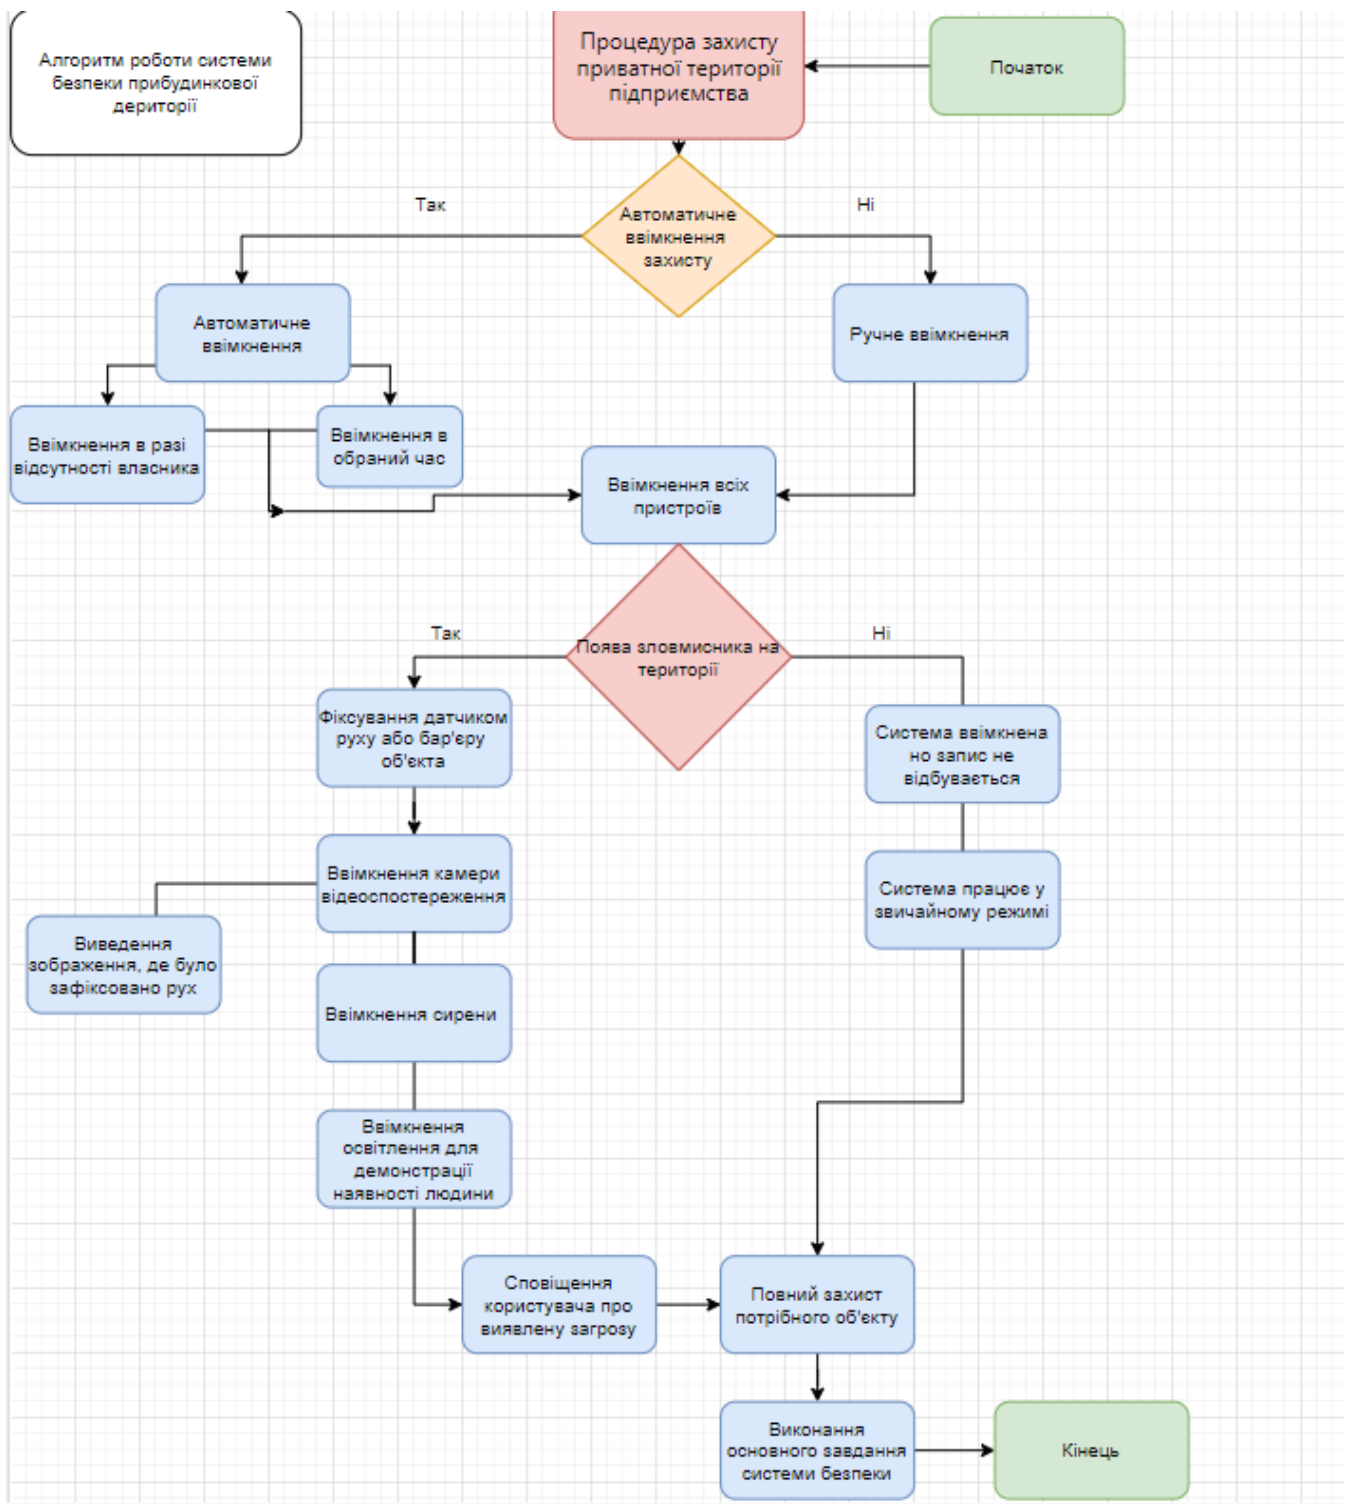 Алгоритм роботи системи
безпеки прибудинкової
дериторії
Процедура захисту
приватної території
підприємства
Початок
Так
Автоматичне
ввімкнення
захисту
Ні
Автоматичне
ввімкнення
Ручне ввімкнення
Ввімкнення в разі
відсутності власника
Ввімкнення в
обраний час
Ввімкнення всіх
пристроїв
Так
Поява зловмисника на
території
Ні
Фіксування датчиком
руху або бар'єру
об'єкта
Система ввімкнена
но запис не
відбувається
Ввімкнення камери
відеоспостереження
Система працює у
звичайному режимі
Виведення
зображення, де було
зафіксовано рух
Ввімкнення сирени
Ввімкнення
освітлення для
демонстрації
наявності людини
Сповіщення
користувача про
виявлену загрозу
Повний захист
потрібного об'єкту
Виконання
основного завдання
системи безпеки
Кінець